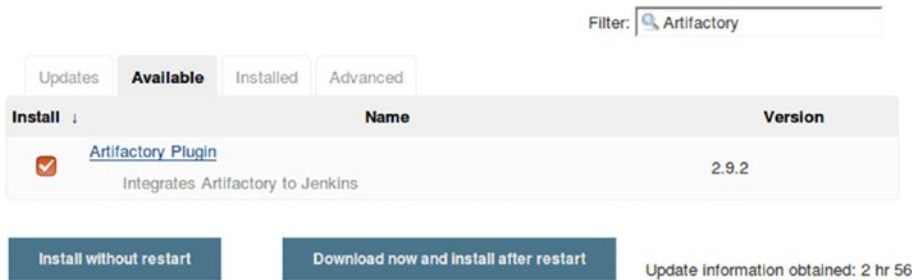 Filter: Artifactory
Updates Available Installed Advanced
Install ↓ Name Version
Artifactory Plugin 2.9.2
Integrates Artifactory to Jenkins
Install without restart Download now and install after restart Update information obtained: 2 hr 56